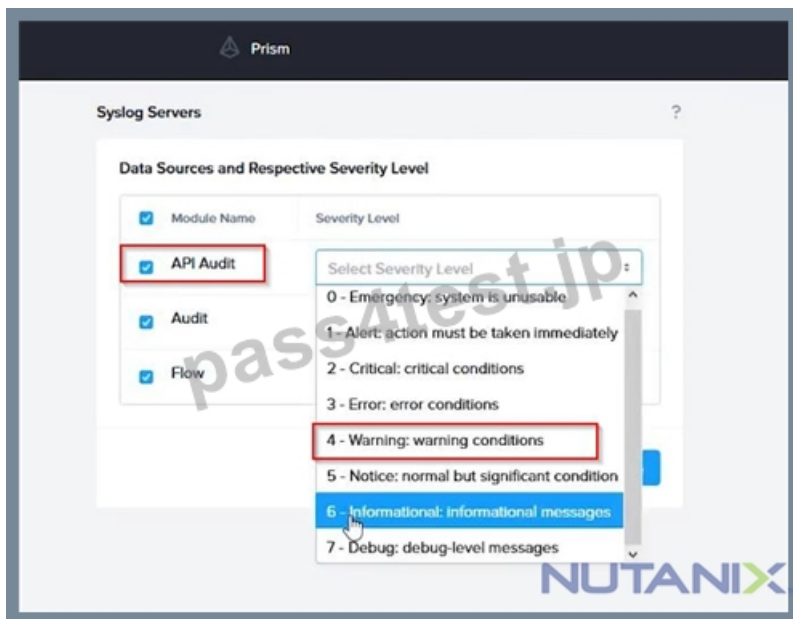 Prism
Syslog Servers
?
Data Sources and Respective Severity Level
Module Name
Severity Level
API Audit
Select Severity Level
0 - Emergency: system is unusable
Audit
1 - Alert: action must be taken immediately
Flow
2 - Critical: critical conditions
3 - Error: error conditions
4 - Warning: warning conditions
5 - Notice: normal but significant condition
6 - Informational: informational messages
7 - Debug: debug-level messages
pass4test.jp
NUTANIX